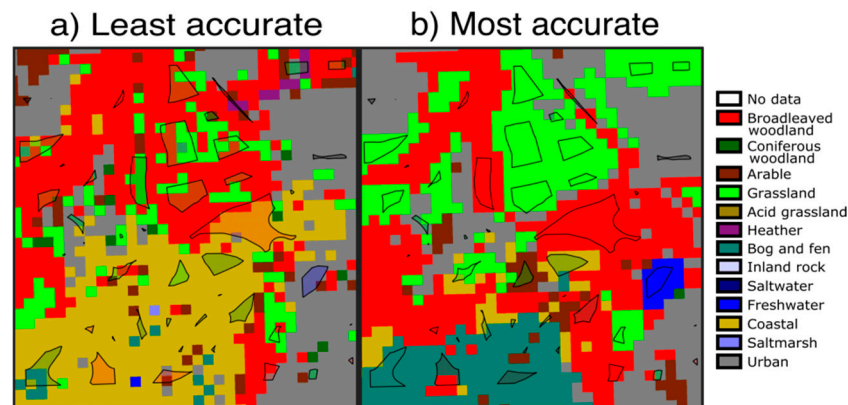 a) Least accurate
b) Most accurate
No data
Broadleaved
woodland
Coniferous
woodland
Arable
Grassland
Acid grassland
Heather
Bog and fen
Inland rock
Saltwater
Freshwater
Coastal
Saltmarsh
Urban